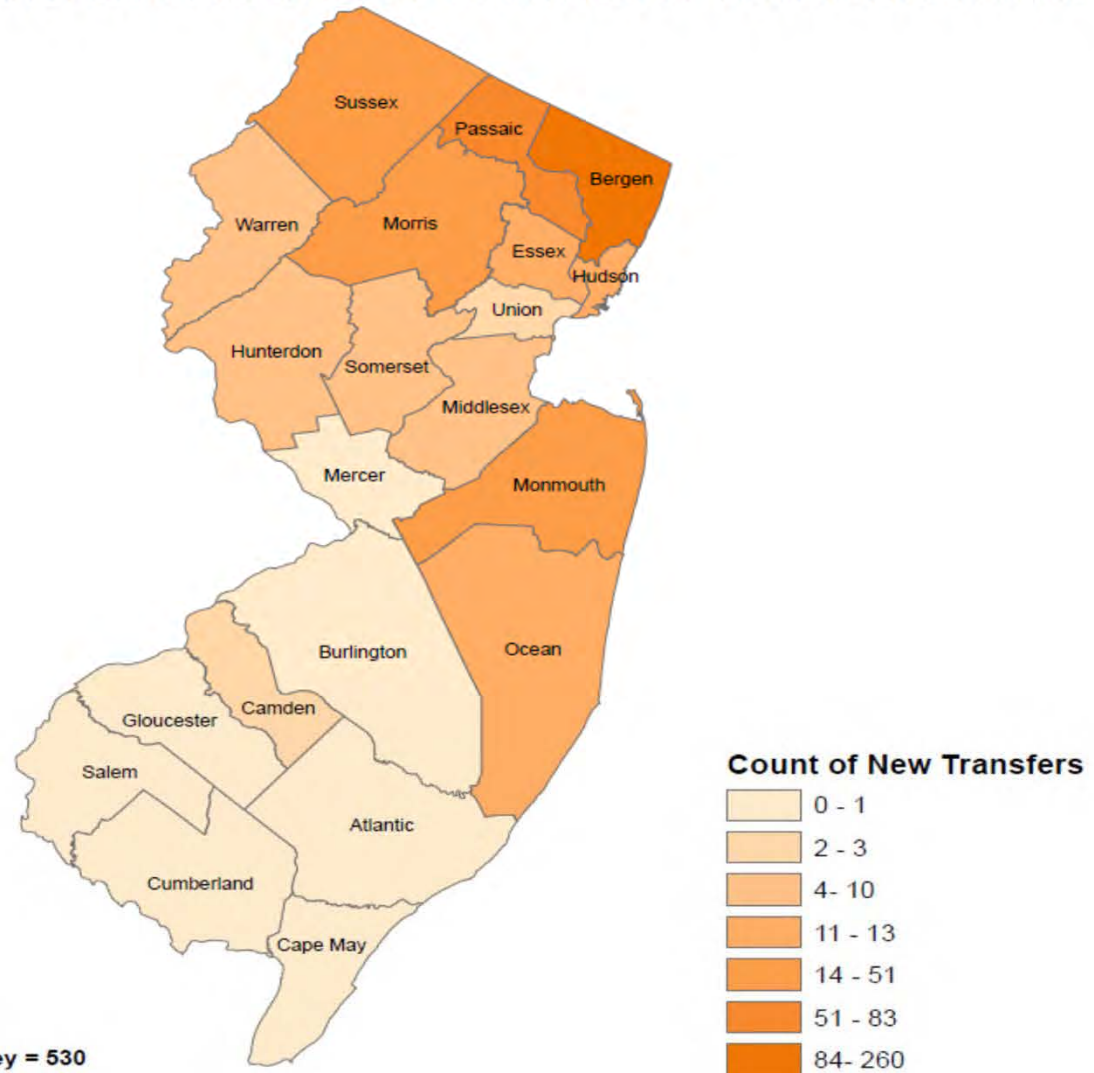 Sussex
Passaic
Bergen
Warren
Morris
Essex
Hudson
Union
Hunterdon
Somerset
Middlesex
Mercer
Monmouth
Burlington
Ocean
Camden
Gloucester
Salem
Atlantic
Cumberland
Cape May
Count of New Transfers
0 - 1
2 - 3
4- 10
11 - 13
14 - 51
51 - 83
84- 260
ey = 530